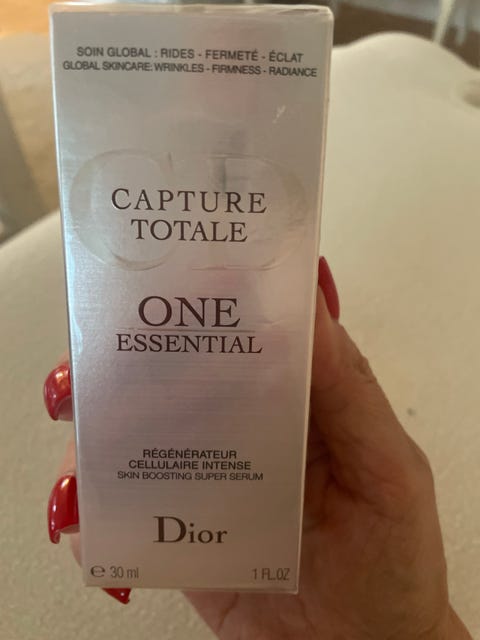 SOIN GLOBAL : RIDES - FERMETÉ - ÉCLAT
GLOBAL SKINCARE: WRINKLES - FIRMNESS - RADIANCE
CD
CAPTURE
TOTALE
ONE
ESSENTIAL
RÉGÉNÉRATEUR
CELLULAIRE INTENSE
SKIN BOOSTING SUPER SERUM
Dior
℮ 30 ml 1 FL.OZ